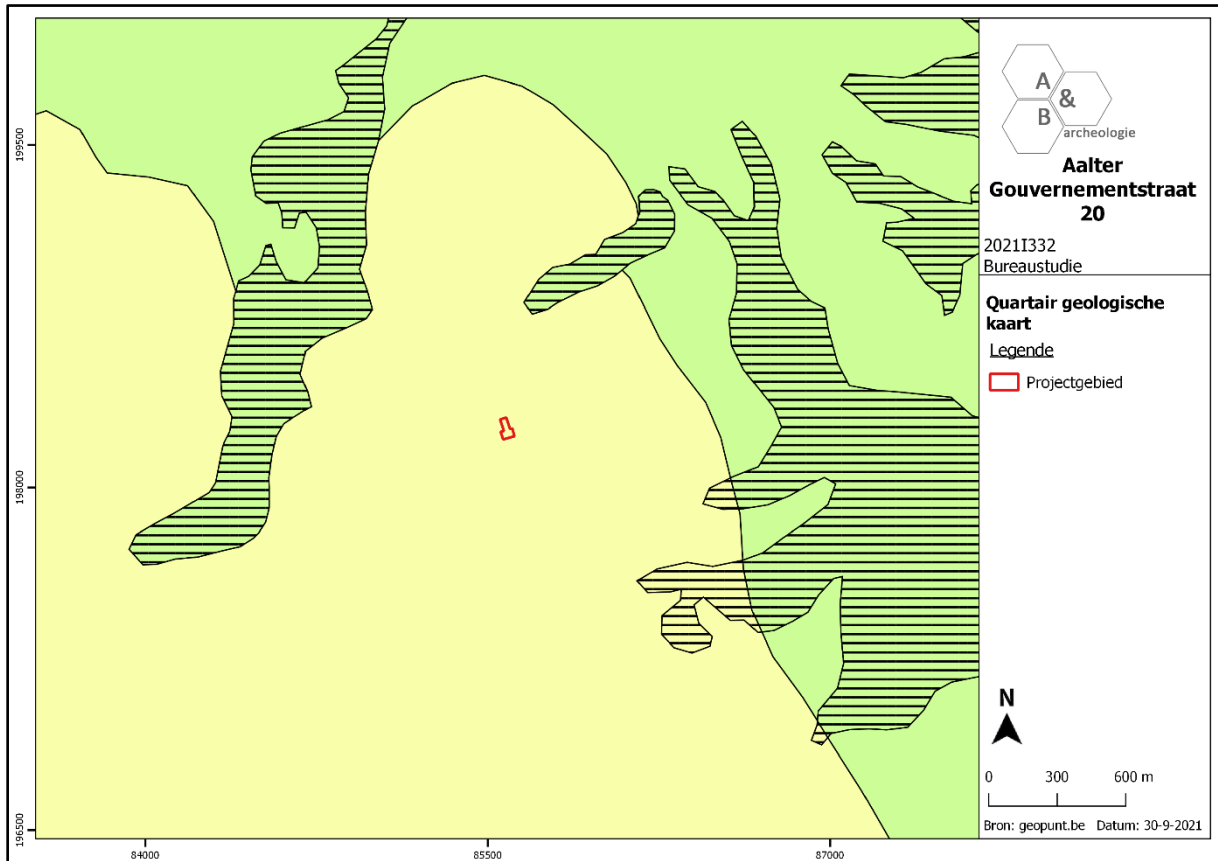 A
&
B
archeologie
Aalter
Gouvernementstraat
20
2021I332
Bureaustudie
Quartair geologische
kaart
Legende
Projectgebied
N
0 300 600 m
Bron: geopunt.be Datum: 30-9-2021
199500
198000
196500
84000 85500 87000